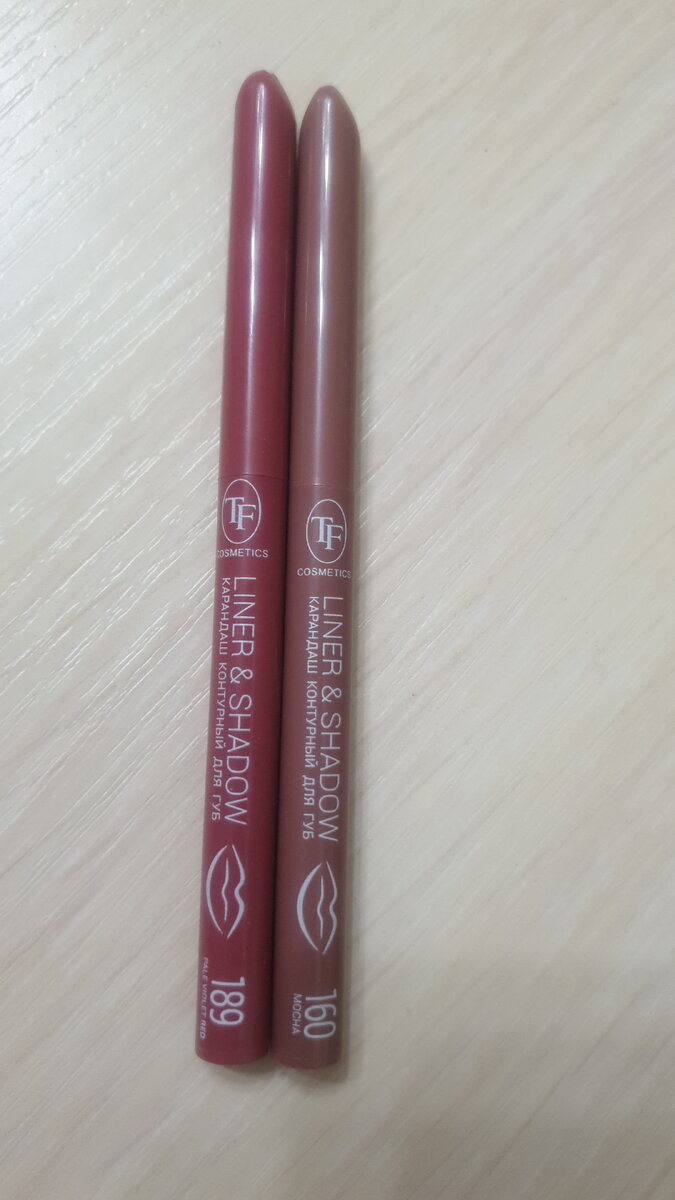 TF
COSMETICS
LINER & SHADOW
КАРАНДАШ КОНТУРНЫЙ ДЛЯ ГУБ
189
PALE VIOLET RED
TF
COSMETICS
LINER & SHADOW
КАРАНДАШ КОНТУРНЫЙ ДЛЯ ГУБ
160
MOCHA